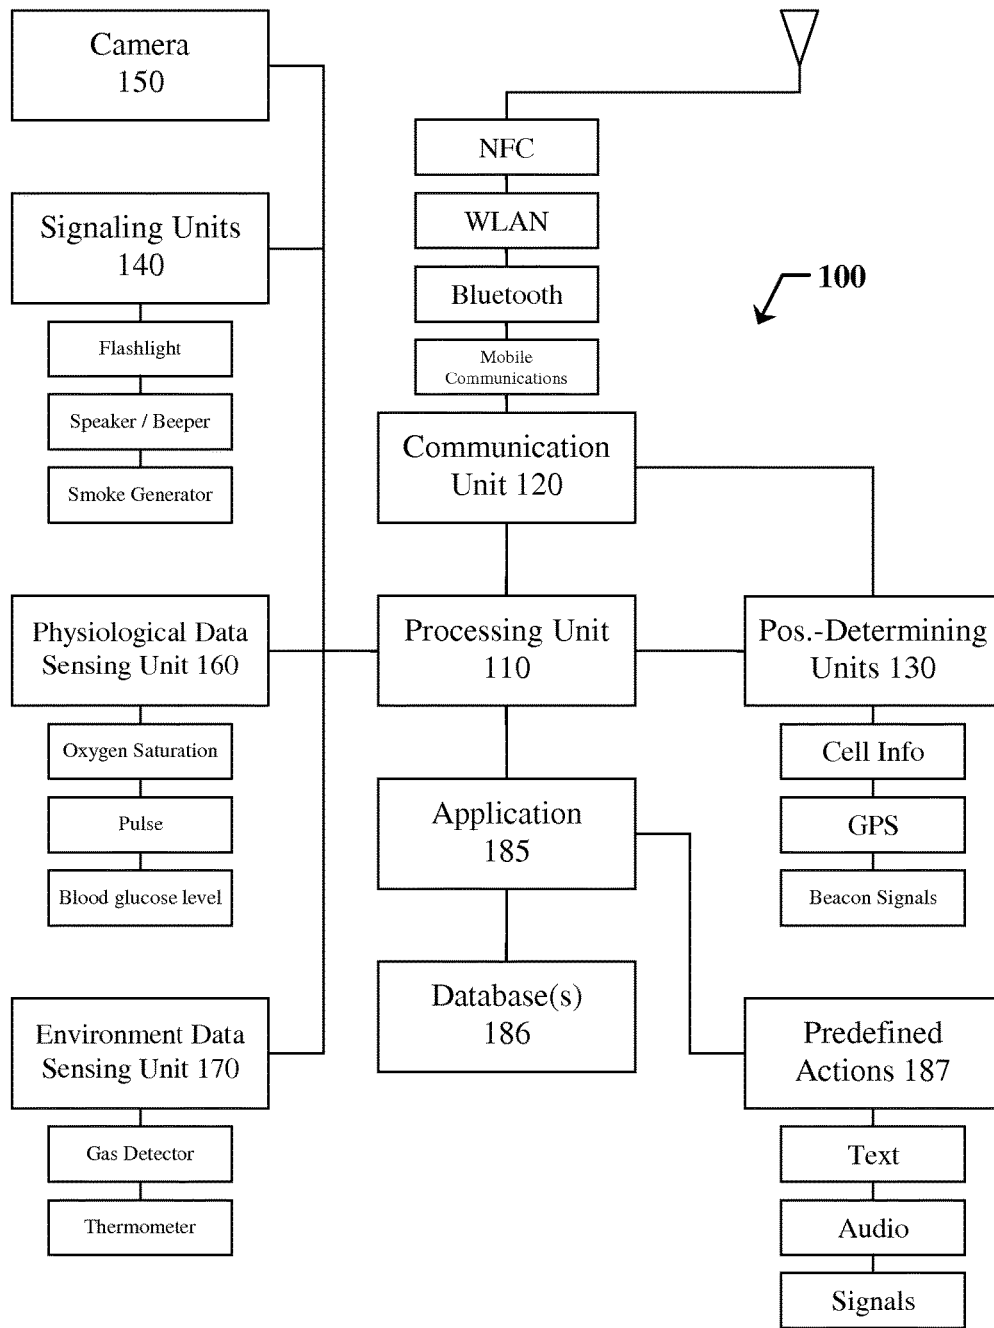 Camera
150
Signaling Units
140
Flashlight
Speaker / Beeper
Smoke Generator
Physiological Data
Sensing Unit 160
Oxygen Saturation
Pulse
Blood glucose level
Environment Data
Sensing Unit 170
Gas Detector
Thermometer
NFC
WLAN
Bluetooth
Mobile
Communications
Communication
Unit 120
Processing Unit
110
Application
185
Database(s)
186
100
Pos.-Determining
Units 130
Cell Info
GPS
Beacon Signals
Predefined
Actions 187
Text
Audio
Signals